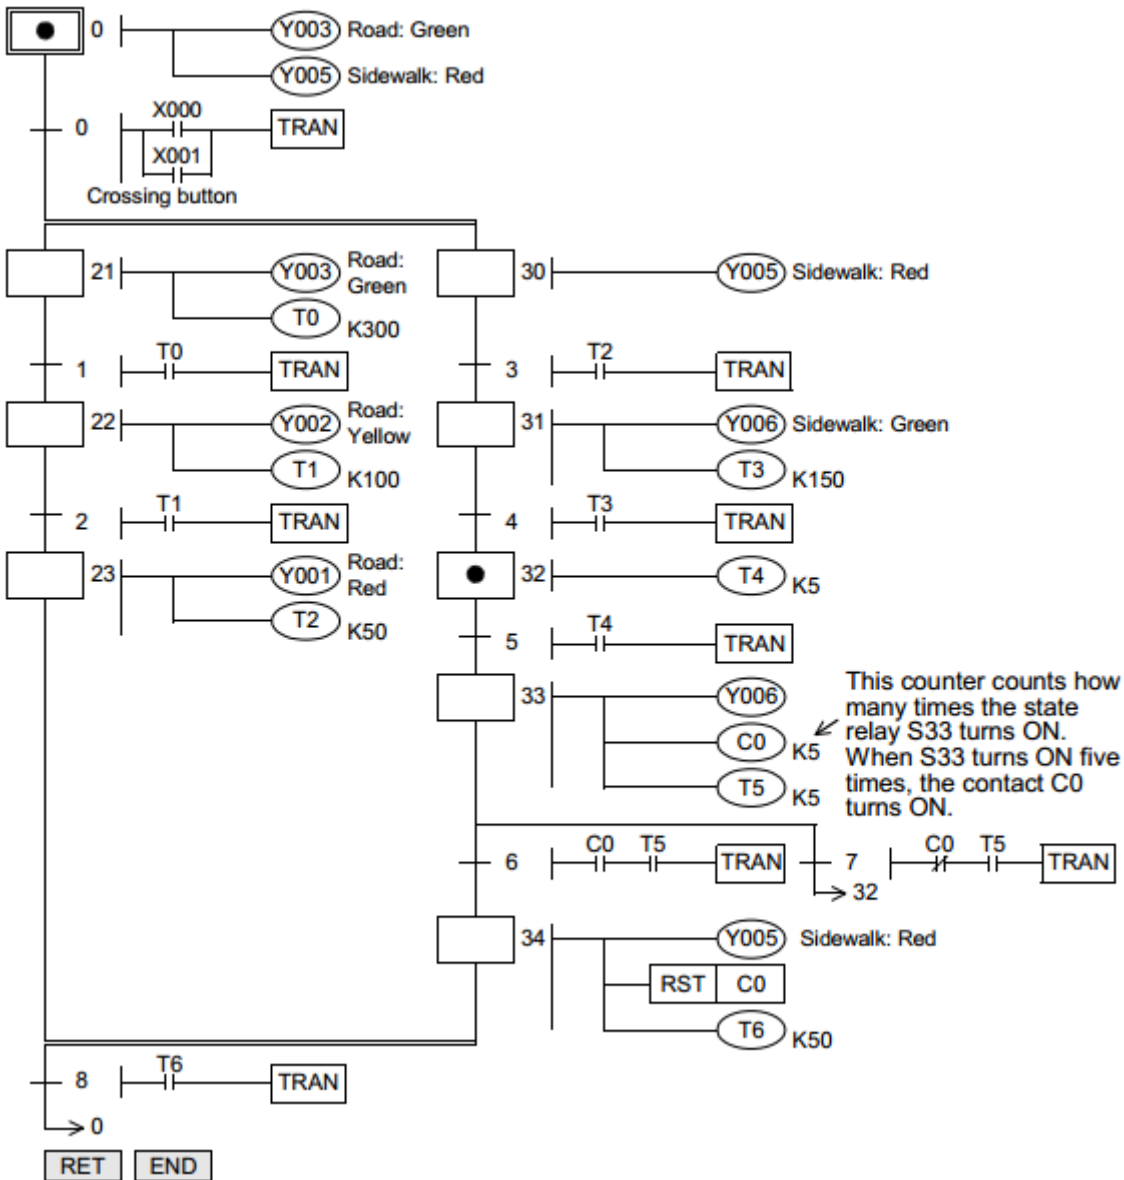 0 Y003 Road: Green
Y005 Sidewalk: Red
0 X000 TRAN
X001
Crossing button
21 Y003 Road:
Green
T0 K300
1 T0 TRAN
22 Y002 Road:
Yellow
T1 K100
2 T1 TRAN
23 Y001 Road:
Red
T2 K50
30 Y005 Sidewalk: Red
3 T2 TRAN
31 Y006 Sidewalk: Green
T3 K150
4 T3 TRAN
32 T4 K5
5 T4 TRAN
33 Y006
C0 K5
T5 K5
This counter counts how
many times the state
relay S33 turns ON.
When S33 turns ON five
times, the contact C0
turns ON.
6 C0 T5 TRAN
7 C0 T5 TRAN
32
34 Y005 Sidewalk: Red
RST C0
T6 K50
8 T6 TRAN
0
RET END